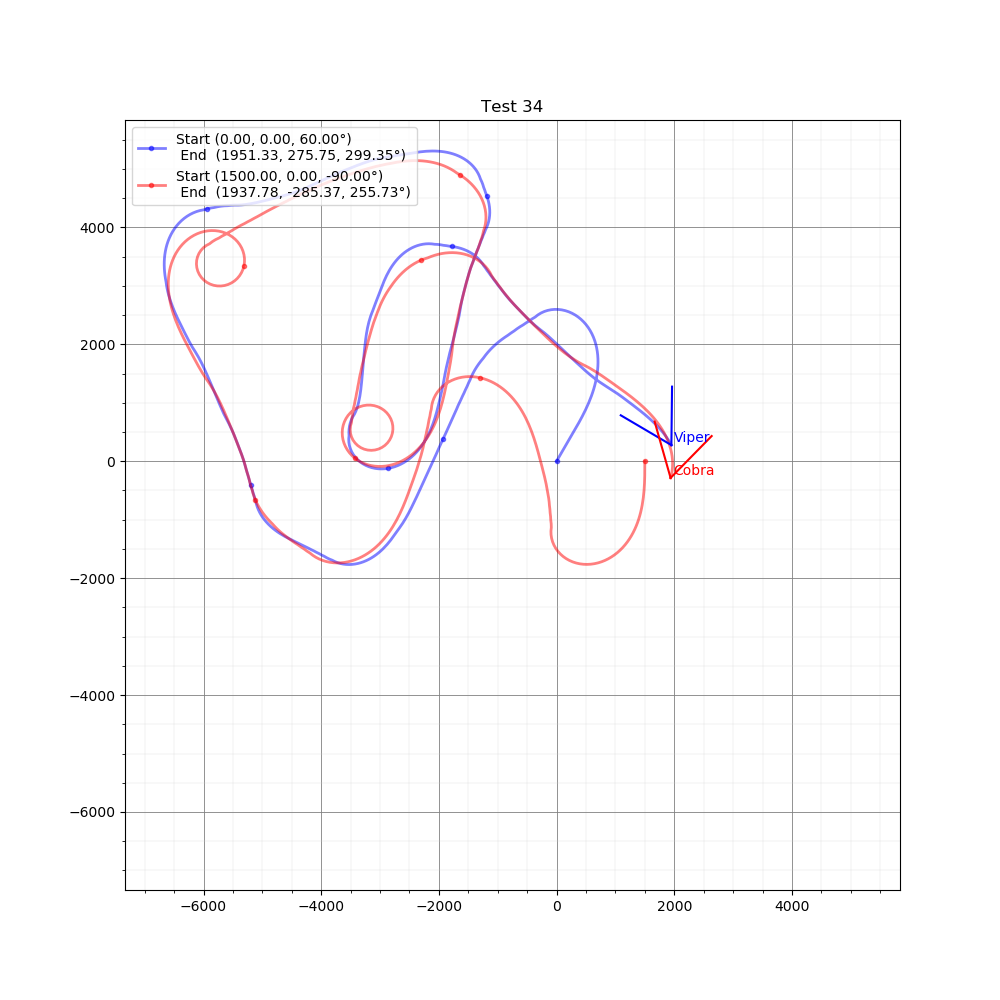 Test 34
Start (0.00, 0.00, 60.00°)
End  (1951.33, 275.75, 299.35°)
Start (1500.00, 0.00, -90.00°)
End  (1937.78, -285.37, 255.73°)
4000
2000
0
−2000
−4000
−6000
Viper
Cobra
−6000
−4000
−2000
0
2000
4000